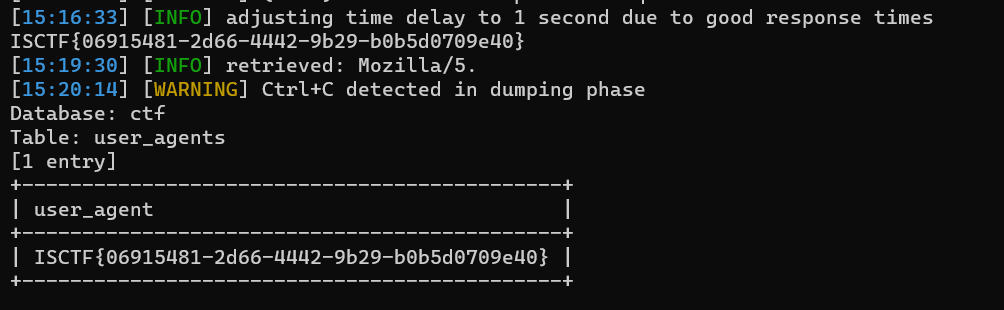 [15:16:33] [INFO] adjusting time delay to 1 second due to good response times
ISCTF{06915481-2d66-4442-9b29-b0b5d0709e40}
[15:19:30] [INFO] retrieved: Mozilla/5.
[15:20:14] [WARNING] Ctrl+C detected in dumping phase
Database: ctf
Table: user_agents
[1 entry]
+---------------------------------------------+
| user_agent                                  |
+---------------------------------------------+
| ISCTF{06915481-2d66-4442-9b29-b0b5d0709e40} |
+---------------------------------------------+